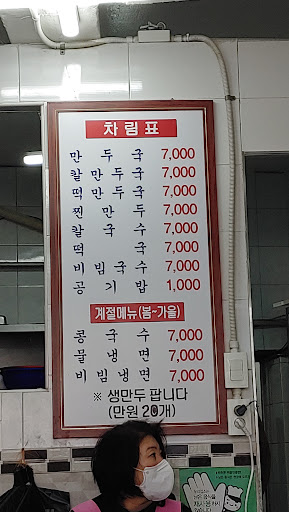 차림표
만두국 7,000
칼만두국 7,000
떡만두국 7,000
찐만두 7,000
칼국수 7,000
떡국 7,000
비빔국수 7,000
공기밥 1,000
계절메뉴(봄~가을)
콩국수 7,000
물냉면 7,000
비빔냉면 7,000
※ 생만두 팝니다
(만원 20개)